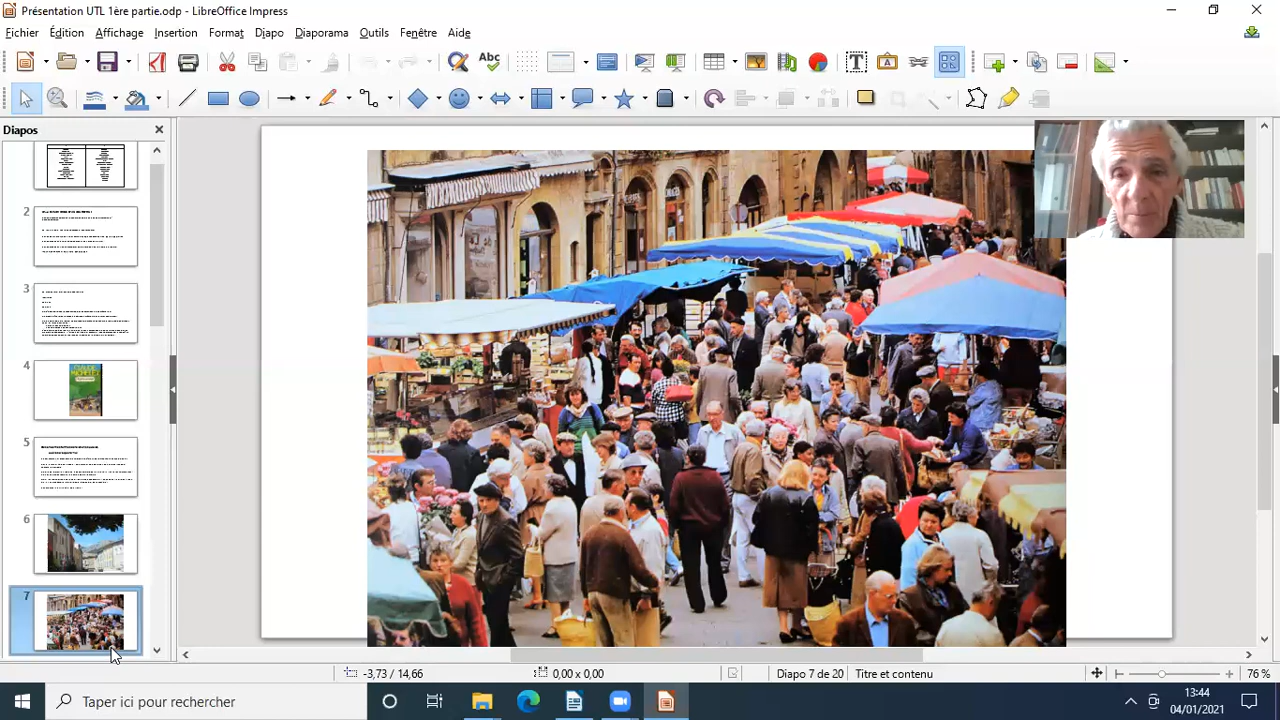 Présentation UTL 1ère partie.odp - LibreOffice Impress
Fichier Édition Affichage Insertion Format Diapo Diaporama Outils Fenêtre Aide
Abc
T A
Diapos
2
3
4
5
6
7
-3,73 / 14,66 0,00 x 0,00 Diapo 7 de 20 Titre et contenu 76 %
Taper ici pour rechercher
13:44
04/01/2021